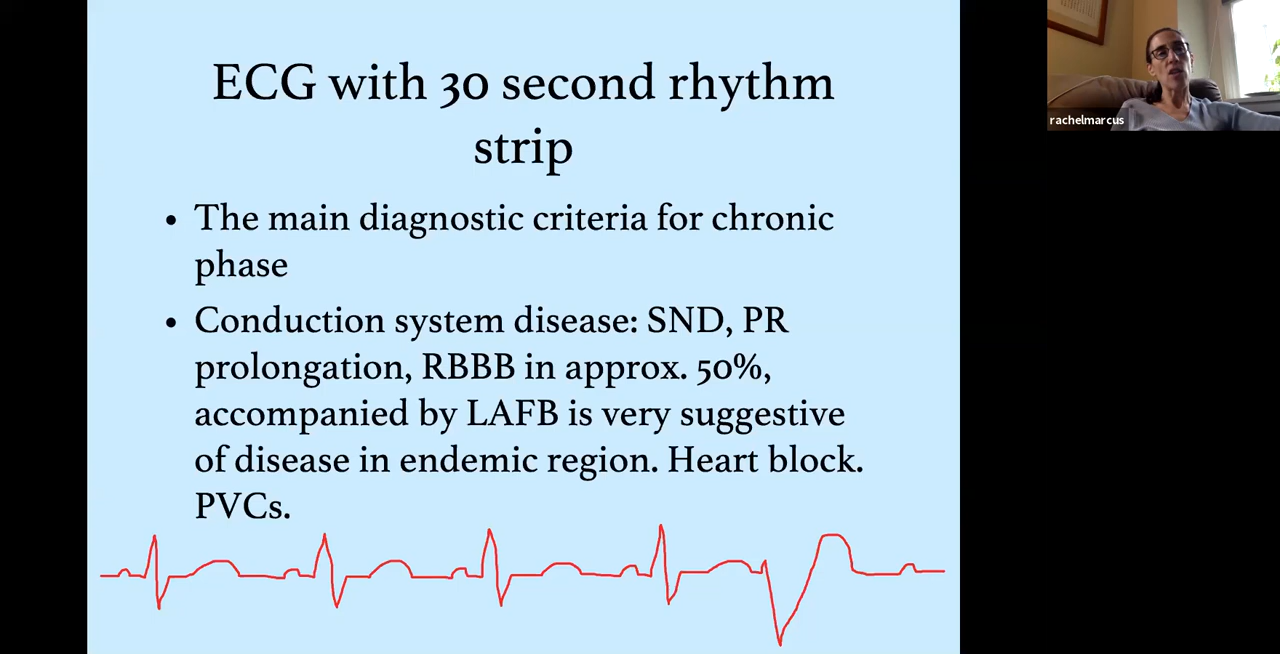 ECG with 30 second rhythm
strip
• The main diagnostic criteria for chronic
phase
• Conduction system disease: SND, PR
prolongation, RBBB in approx. 50%,
accompanied by LAFB is very suggestive
of disease in endemic region. Heart block.
PVCs.
rachelmarcus